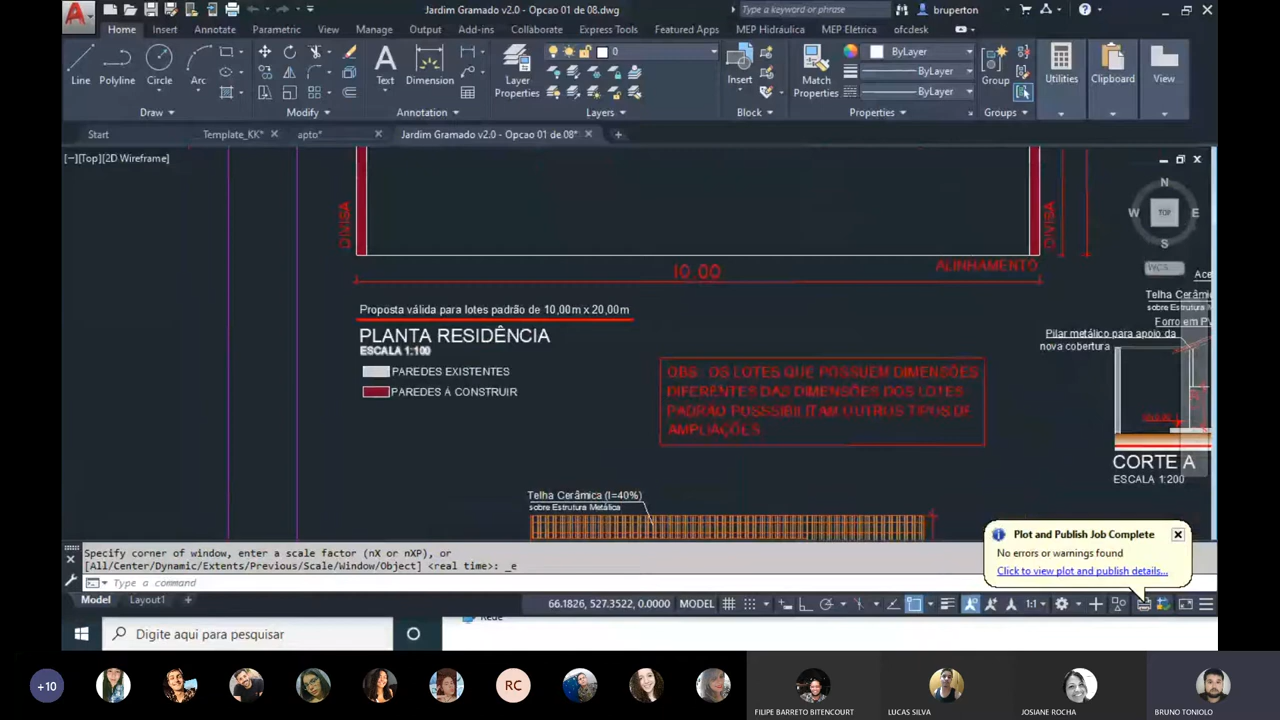 Jardim Gramado v2.0 - Opcao 01 de 08.dwg
Type a keyword or phrase
bruperton
Home
Insert
Annotate
Parametric
View
Manage
Output
Add-ins
Collaborate
Express Tools
Featured Apps
MEP Hidráulica
MEP Elétrica
ofcdesk
Line
Polyline
Circle
Arc
Text
Dimension
Layer
Properties
0
Insert
Match
Properties
ByLayer
ByLayer
ByLayer
Group
Utilities
Clipboard
View
Draw
Modify
Annotation
Layers
Block
Properties
Groups
Start
Template_KK*
apto*
Jardim Gramado v2.0 - Opcao 01 de 08*
[−][Top][2D Wireframe]
N
W
TOP
E
S
WCS
DIVISA
DIVISA
10.00
ALINHAMENTO
Proposta válida para lotes padrão de 10,00m x 20,00m
PLANTA RESIDÊNCIA
ESCALA 1:100
PAREDES EXISTENTES
PAREDES À CONSTRUIR
OBS.: OS LOTES QUE POSSUEM DIMENSÕES
DIFERENTES DAS DIMENSÕES DOS LOTES
PADRÃO POSSSIBILITAM OUTROS TIPOS DE
AMPLIAÇÕES.
Telha Cerâmi
sobre Estrutura M
Forro em PV
Pilar metálico para apoio da
nova cobertura
CORTE A
ESCALA 1:200
Telha Cerâmica (I=40%)
sobre Estrutura Metálica
Plot and Publish Job Complete
No errors or warnings found
Click to view plot and publish details...
Specify corner of window, enter a scale factor (nX or nXP), or
[All/Center/Dynamic/Extents/Previous/Scale/Window/Object] <real time>: _e
Type a command
Model
Layout1
66.1826, 527.3522, 0.0000
MODEL
1:1
Rede
Digite aqui para pesquisar
+10
RC
FILIPE BARRETO BITENCOURT
LUCAS SILVA
JOSIANE ROCHA
BRUNO TONIOLO